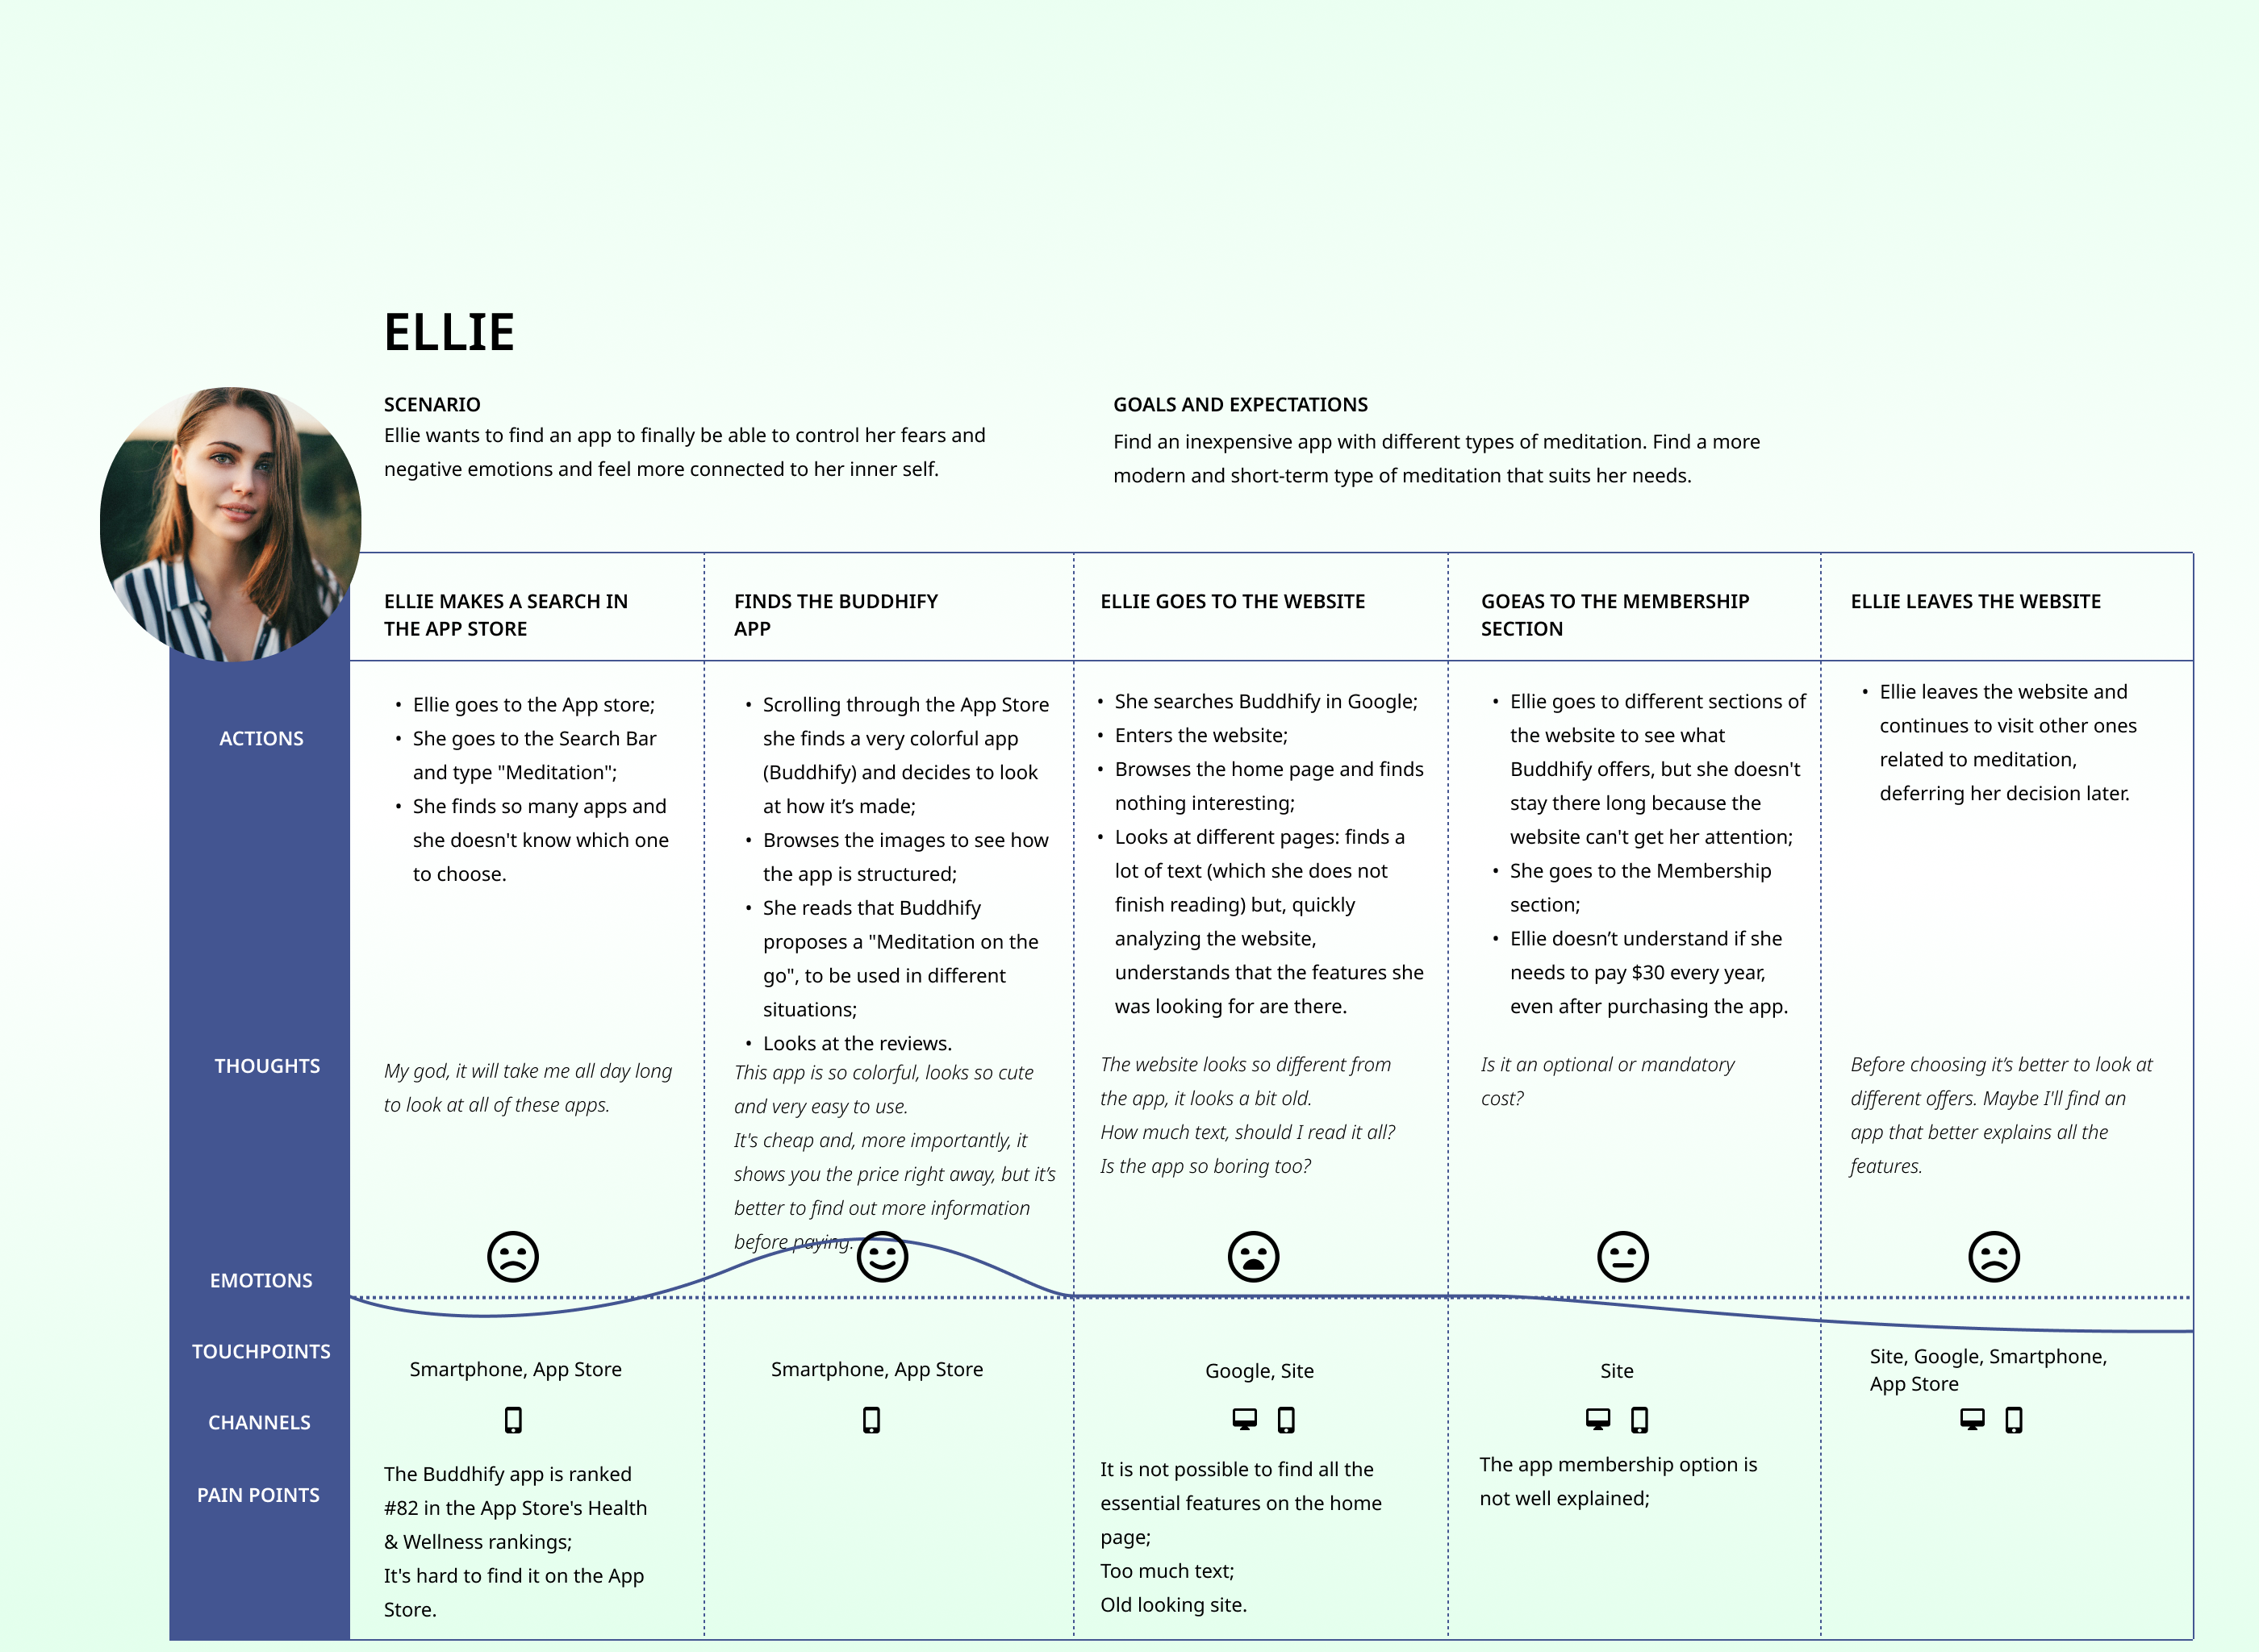 ELLIE
SCENARIO
Ellie wants to find an app to finally be able to control her fears and
negative emotions and feel more connected to her inner self.
GOALS AND EXPECTATIONS
Find an inexpensive app with different types of meditation. Find a more
modern and short-term type of meditation that suits her needs.
ELLIE MAKES A SEARCH IN
THE APP STORE
FINDS THE BUDDHIFY
APP
ELLIE GOES TO THE WEBSITE
GOEAS TO THE MEMBERSHIP
SECTION
ELLIE LEAVES THE WEBSITE
ACTIONS
• Ellie goes to the App store;
• She goes to the Search Bar
and type "Meditation";
• She finds so many apps and
she doesn't know which one
to choose.
• Scrolling through the App Store
she finds a very colorful app
(Buddhify) and decides to look
at how it’s made;
• Browses the images to see how
the app is structured;
• She reads that Buddhify
proposes a "Meditation on the
go", to be used in different
situations;
• Looks at the reviews.
• She searches Buddhify in Google;
• Enters the website;
• Browses the home page and finds
nothing interesting;
• Looks at different pages: finds a
lot of text (which she does not
finish reading) but, quickly
analyzing the website,
understands that the features she
was looking for are there.
• Ellie goes to different sections of
the website to see what
Buddhify offers, but she doesn't
stay there long because the
website can't get her attention;
• She goes to the Membership
section;
• Ellie doesn’t understand if she
needs to pay $30 every year,
even after purchasing the app.
• Ellie leaves the website and
continues to visit other ones
related to meditation,
deferring her decision later.
THOUGHTS
My god, it will take me all day long
to look at all of these apps.
This app is so colorful, looks so cute
and very easy to use.
It's cheap and, more importantly, it
shows you the price right away, but it’s
better to find out more information
before paying.
The website looks so different from
the app, it looks a bit old.
How much text, should I read it all?
Is the app so boring too?
Is it an optional or mandatory
cost?
Before choosing it’s better to look at
different offers. Maybe I'll find an
app that better explains all the
features.
EMOTIONS
TOUCHPOINTS
Smartphone, App Store
Smartphone, App Store
Google, Site
Site
Site, Google, Smartphone,
App Store
CHANNELS
PAIN POINTS
The Buddhify app is ranked
#82 in the App Store's Health
& Wellness rankings;
It's hard to find it on the App
Store.
It is not possible to find all the
essential features on the home
page;
Too much text;
Old looking site.
The app membership option is
not well explained;